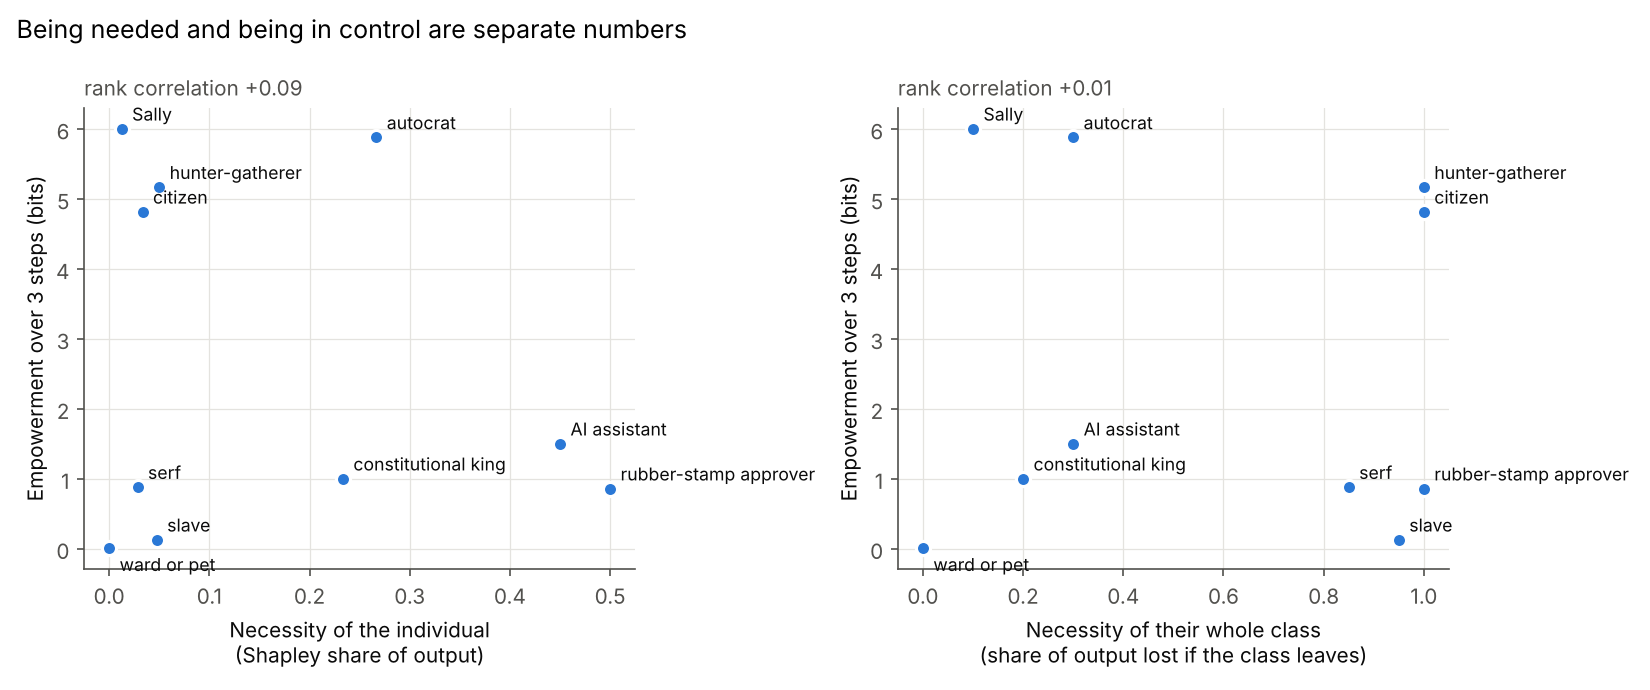 Being needed and being in control are separate numbers
rank correlation +0.09
Empowerment over 3 steps (bits)
6
5
4
3
2
1
0
Sally
autocrat
hunter-gatherer
citizen
AI assistant
constitutional king
rubber-stamp approver
serf
slave
ward or pet
0.0 0.1 0.2 0.3 0.4 0.5
Necessity of the individual
(Shapley share of output)
rank correlation +0.01
Empowerment over 3 steps (bits)
6
5
4
3
2
1
0
Sally
autocrat
hunter-gatherer
citizen
AI assistant
constitutional king
serf
rubber-stamp approver
slave
ward or pet
0.0 0.2 0.4 0.6 0.8 1.0
Necessity of their whole class
(share of output lost if the class leaves)